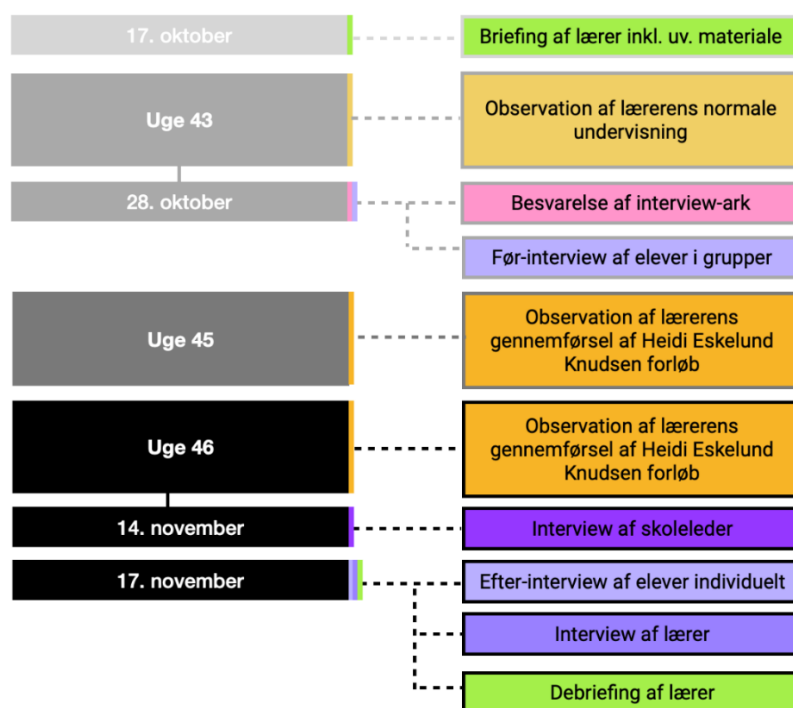 17. oktober
Briefing af lærer inkl. uv. materiale
Uge 43
Observation af lærerens normale
undervisning
28. oktober
Besvarelse af interview-ark
Før-interview af elever i grupper
Uge 45
Observation af lærerens
gennemførsel af Heidi Eskelund
Knudsen forløb
Uge 46
Observation af lærerens
gennemførsel af Heidi Eskelund
Knudsen forløb
14. november
Interview af skoleleder
17. november
Efter-interview af elever individuelt
Interview af lærer
Debriefing af lærer